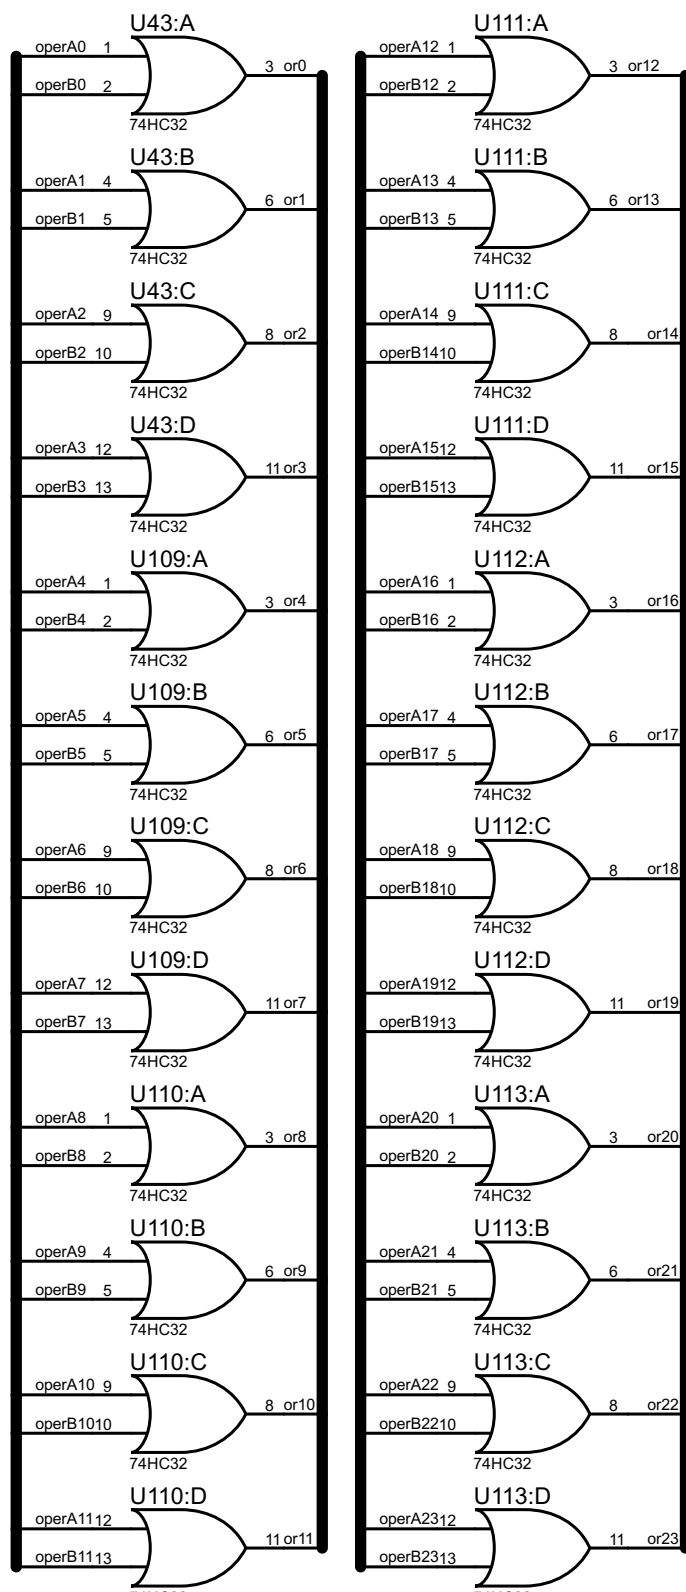 U43:A
operA0 1
3 or0
operB0 2
74HC32
U43:B
operA1 4
6 or1
operB1 5
74HC32
U43:C
operA2 9
8 or2
operB2 10
74HC32
U43:D
operA3 12
11 or3
operB3 13
74HC32
U109:A
operA4 1
3 or4
operB4 2
74HC32
U109:B
operA5 4
6 or5
operB5 5
74HC32
U109:C
operA6 9
8 or6
operB6 10
74HC32
U109:D
operA7 12
11 or7
operB7 13
74HC32
U110:A
operA8 1
3 or8
operB8 2
74HC32
U110:B
operA9 4
6 or9
operB9 5
74HC32
U110:C
operA10 9
8 or10
operB10 10
74HC32
U110:D
operA11 12
11 or11
operB11 13
U111:A
operA12 1
3 or12
operB12 2
74HC32
U111:B
operA13 4
6 or13
operB13 5
74HC32
U111:C
operA14 9
8 or14
operB14 10
74HC32
U111:D
operA15 12
11 or15
operB15 13
74HC32
U112:A
operA16 1
3 or16
operB16 2
74HC32
U112:B
operA17 4
6 or17
operB17 5
74HC32
U112:C
operA18 9
8 or18
operB18 10
74HC32
U112:D
operA19 12
11 or19
operB19 13
74HC32
U113:A
operA20 1
3 or20
operB20 2
74HC32
U113:B
operA21 4
6 or21
operB21 5
74HC32
U113:C
operA22 9
8 or22
operB22 10
74HC32
U113:D
operA23 12
11 or23
operB23 13